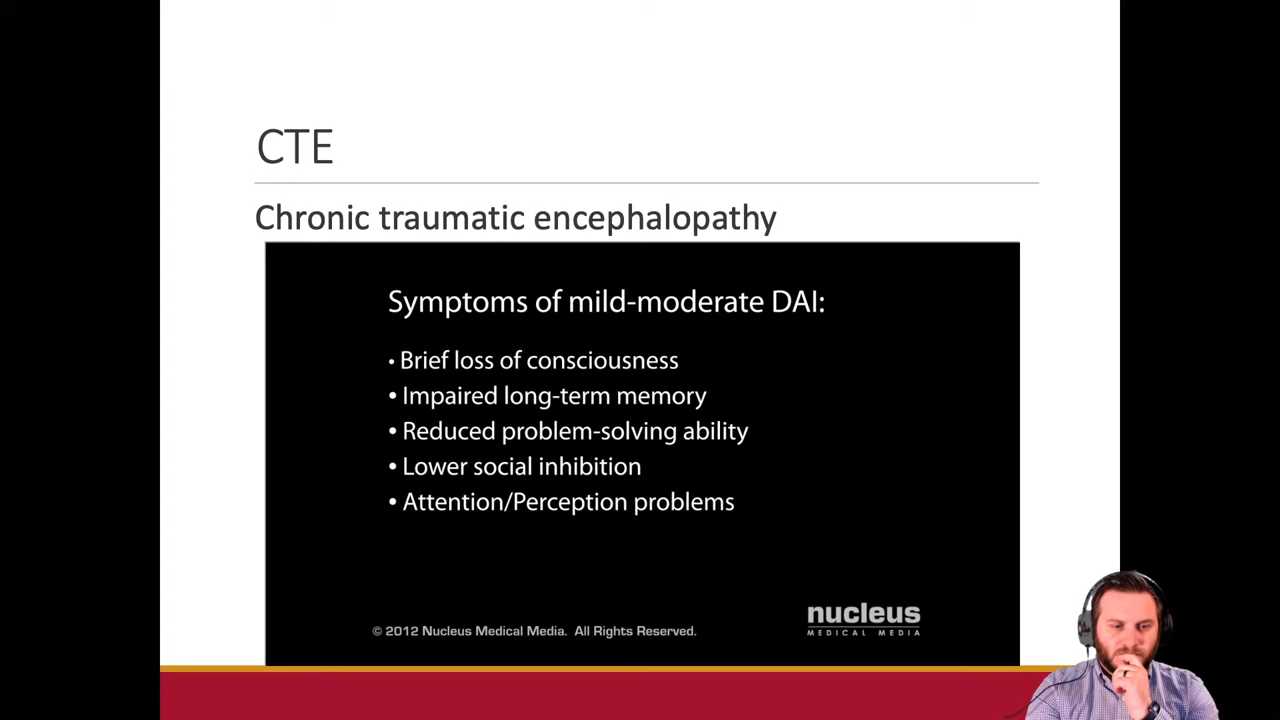 CTE
Chronic traumatic encephalopathy
Symptoms of mild-moderate DAI:
• Brief loss of consciousness
• Impaired long-term memory
• Reduced problem-solving ability
• Lower social inhibition
• Attention/Perception problems
nucleus
MEDICAL MEDIA
© 2012 Nucleus Medical Media. All Rights Reserved.